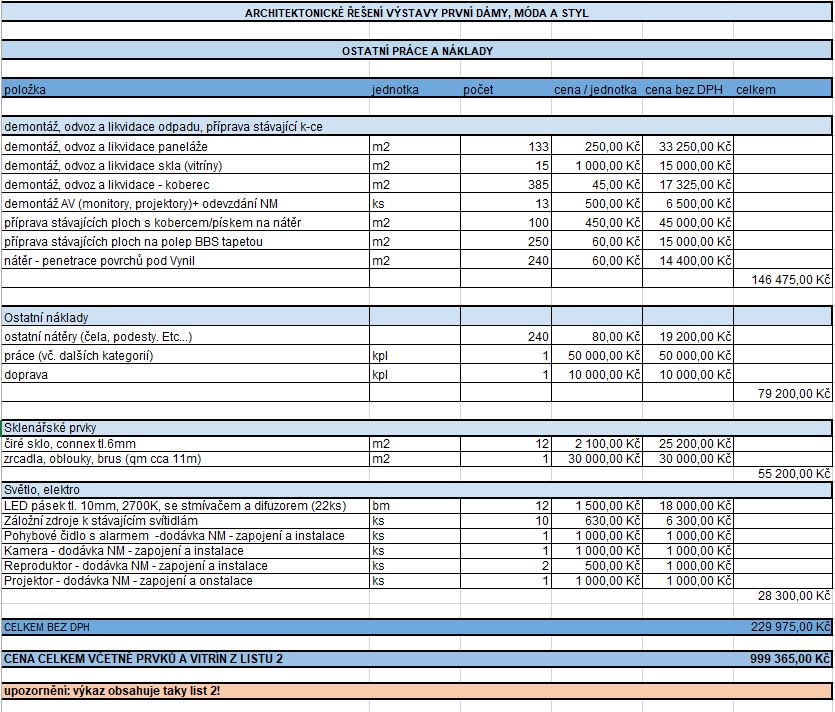 ARCHITEKTONICKÉ ŘEŠENÍ VÝSTAVY PRVNÍ DÁMY, MÓDA A STYL
OSTATNÍ PRÁCE A NÁKLADY
položka jednotka počet cena / jednotka cena bez DPH celkem
demontáž, odvoz a likvidace odpadu, příprava stávající k-ce
demontáž, odvoz a likvidace paneláže m2 133 250,00 Kč 33 250,00 Kč
demontáž, odvoz a likvidace skla (vitríny) m2 15 1 000,00 Kč 15 000,00 Kč
demontáž, odvoz a likvidace - koberec m2 385 45,00 Kč 17 325,00 Kč
demontáž AV (monitory, projektory)+ odevzdání NM ks 13 500,00 Kč 6 500,00 Kč
příprava stávajících ploch s kobercem/pískem na nátěr m2 100 450,00 Kč 45 000,00 Kč
příprava stávajících ploch na polep BBS tapetou m2 250 60,00 Kč 15 000,00 Kč
nátěr - penetrace povrchů pod Vynil m2 240 60,00 Kč 14 400,00 Kč
146 475,00 Kč
Ostatní náklady
ostatní nátěry (čela, podesty. Etc...) 240 80,00 Kč 19 200,00 Kč
práce (vč. dalších kategorií) kpl 1 50 000,00 Kč 50 000,00 Kč
doprava kpl 1 10 000,00 Kč 10 000,00 Kč
79 200,00 Kč
Sklenářské prvky
čiré sklo, connex tl.6mm m2 12 2 100,00 Kč 25 200,00 Kč
zrcadla, oblouky, brus (qm cca 11m) m2 1 30 000,00 Kč 30 000,00 Kč
55 200,00 Kč
Světlo, elektro
LED pásek tl. 10mm, 2700K, se stmívačem a difuzorem (22ks) bm 12 1 500,00 Kč 18 000,00 Kč
Záložní zdroje k stávajícím svítidlám ks 10 630,00 Kč 6 300,00 Kč
Pohybové čidlo s alarmem -dodávka NM - zapojení a instalace ks 1 1 000,00 Kč 1 000,00 Kč
Kamera - dodávka NM - zapojení a instalace ks 1 1 000,00 Kč 1 000,00 Kč
Reproduktor - dodávka NM - zapojení a instalace ks 2 500,00 Kč 1 000,00 Kč
Projektor - dodávka NM - zapojení a onstalace ks 1 1 000,00 Kč 1 000,00 Kč
28 300,00 Kč
CELKEM BEZ DPH 229 975,00 Kč
CENA CELKEM VČETNĚ PRVKŮ A VITRÍN Z LISTU 2 999 365,00 Kč
upozornění: výkaz obsahuje taky list 2!